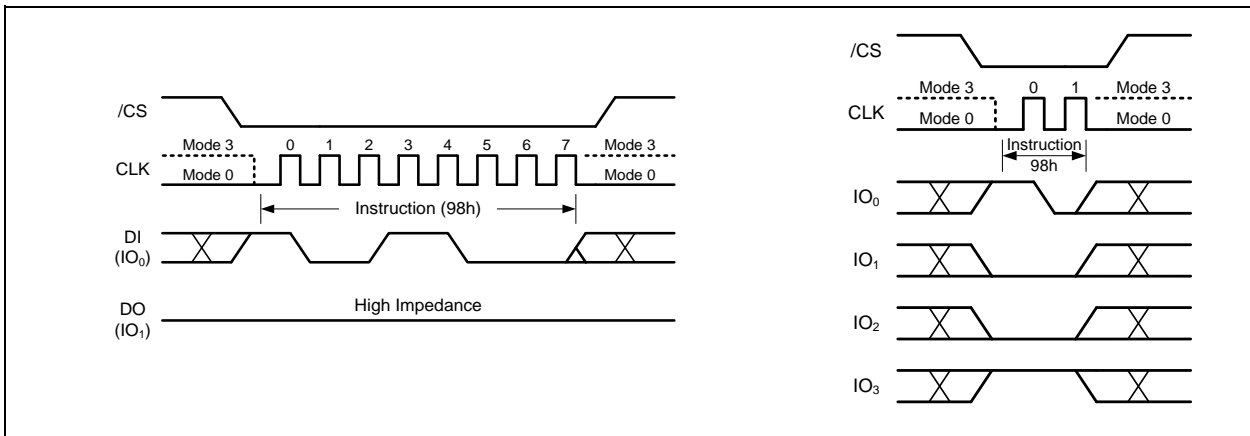 /CS
Mode 3 0 1 2 3 4 5 6 7 Mode 3
CLK
Mode 0 Mode 0
Instruction (98h)
DI
(IO0)
High Impedance
DO
(IO1)
/CS
Mode 3 0 1 Mode 3
CLK
Mode 0 Mode 0
Instruction
98h
IO0
IO1
IO2
IO3